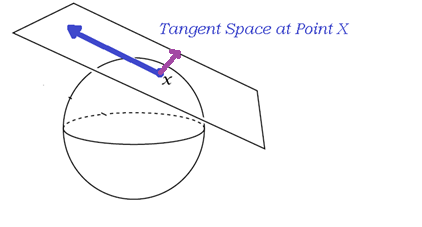 Tangent Space at Point X
x